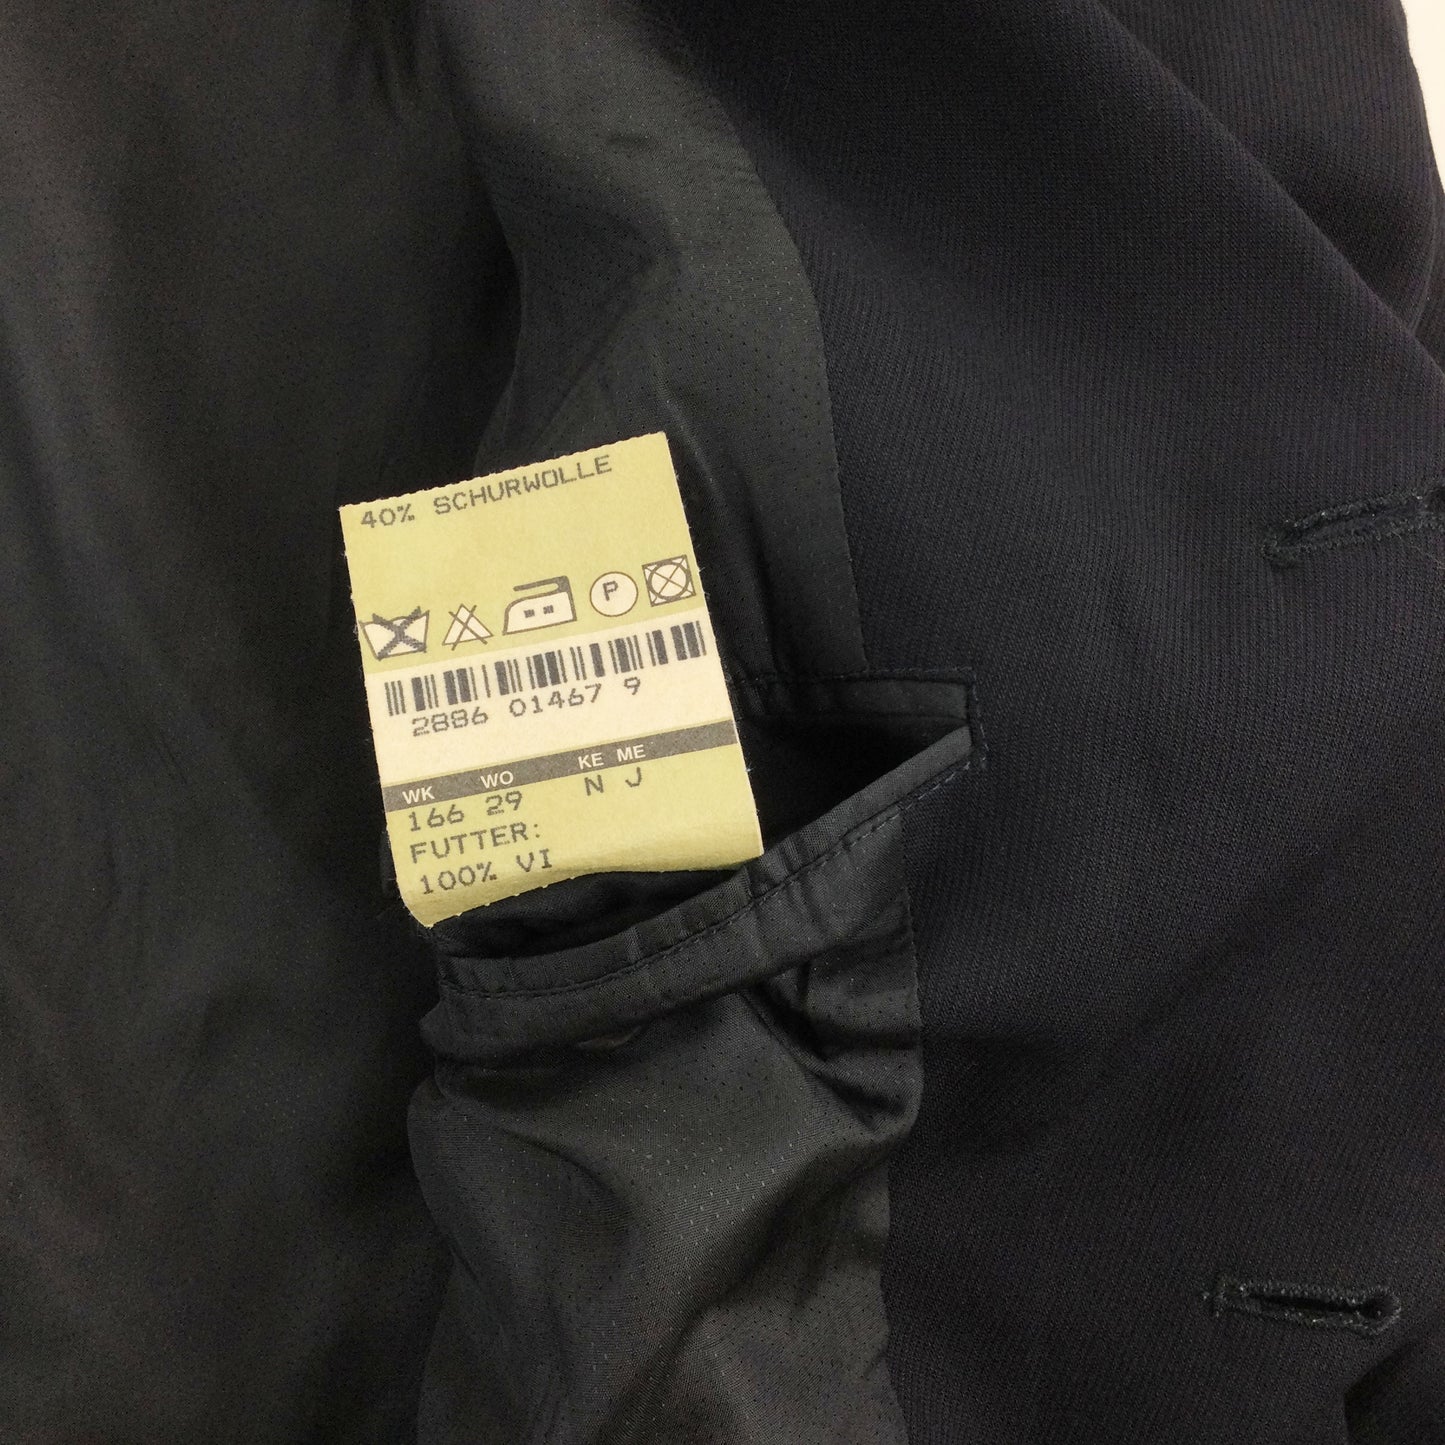 40% SCHURWOLLE
P
2886 01467 9
WK WO KE ME
166 29 N J
FUTTER:
100% VI